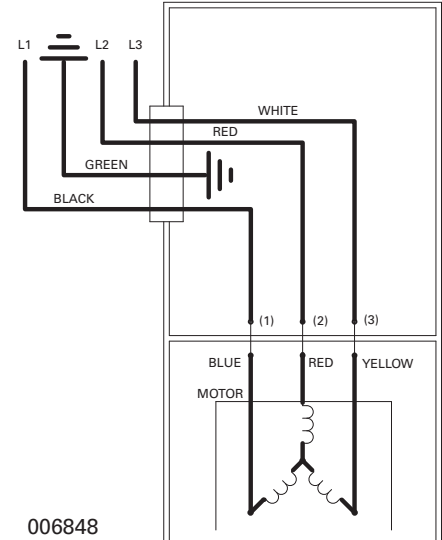 L1
L2
L3
WHITE
RED
GREEN
BLACK
(1)
(2)
(3)
BLUE
RED
YELLOW
MOTOR
006848